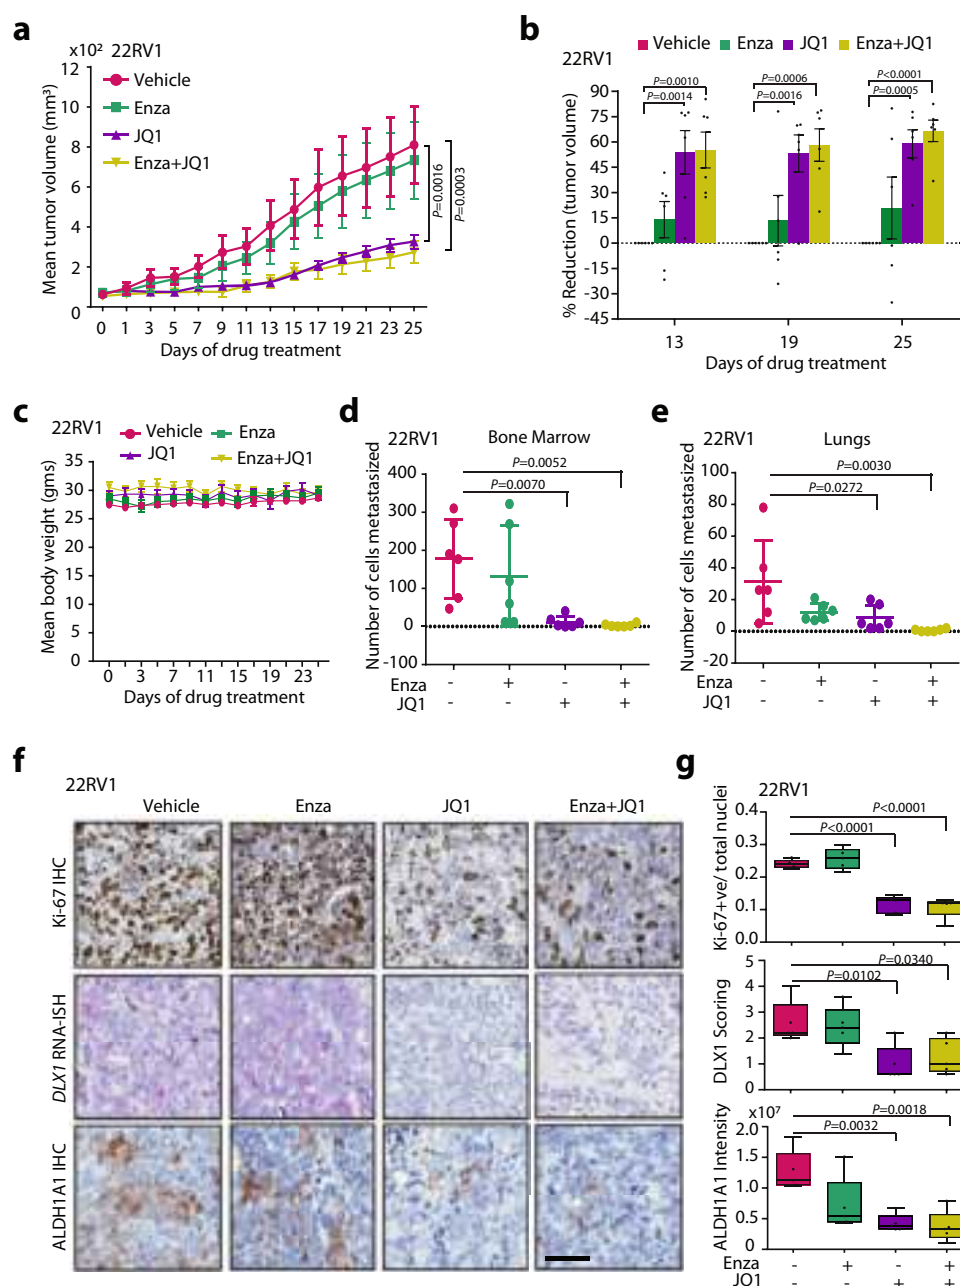 a
×10² 22RV1
12
10
8
6
4
2
0
Mean tumor volume (mm³)
Vehicle
Enza
JQ1
Enza+JQ1
P=0.0016
P=0.0003
0 1 3 5 7 9 11 13 15 17 19 21 23 25
Days of drug treatment
b
Vehicle Enza JQ1 Enza+JQ1
22RV1
P=0.0010
P=0.0014
P=0.0006
P=0.0016
P<0.0001
P=0.0005
90
75
60
45
30
15
0
-15
-30
-45
% Reduction (tumor volume)
13 19 25
Days of drug treatment
c
22RV1
Vehicle Enza
JQ1 Enza+JQ1
35
30
25
20
15
10
5
0
Mean body weight (gms)
0 3 7 11 15 19 23
Days of drug treatment
d
22RV1 Bone Marrow
P=0.0052
P=0.0070
400
300
200
100
0
-100
Number of cells metastasized
Enza - + - +
JQ1 - - + +
e
22RV1 Lungs
P=0.0030
P=0.0272
100
80
60
40
20
0
-20
Number of cells metastasized
Enza - + - +
JQ1 - - + +
f
22RV1
Vehicle Enza JQ1 Enza+JQ1
Ki-67 IHC
DLX1 RNA-ISH
ALDH1A1 IHC
g
22RV1
P<0.0001
P<0.0001
0.4
0.3
0.2
0.1
0.0
Ki-67+ve/ total nuclei
P=0.0340
P=0.0102
5
4
3
2
1
0
DLX1 Scoring
×10⁷
P=0.0018
P=0.0032
2.0
1.5
1.0
0.5
0
ALDH1A1 Intensity
Enza - + - +
JQ1 - - + +